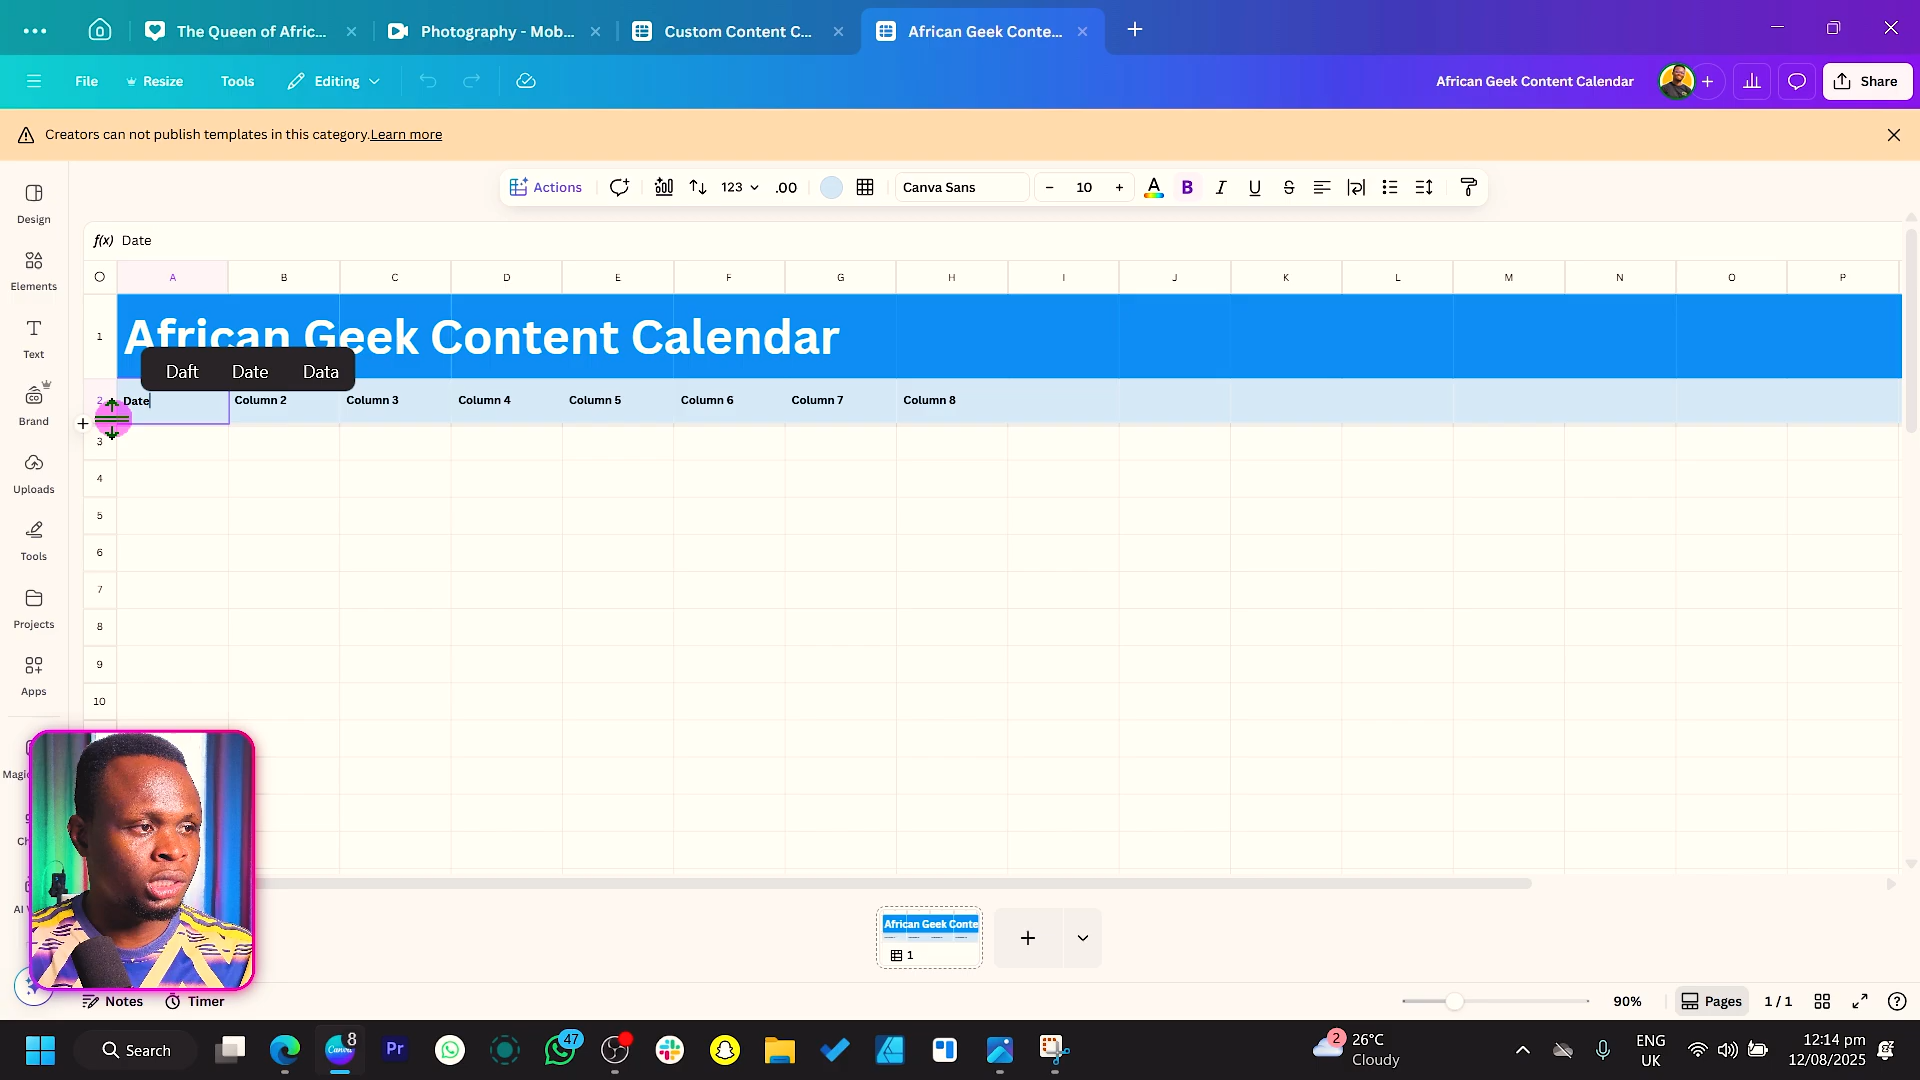 The Queen of Afric...
Photography - Mob...
Custom Content C...
African Geek Conte...
File
Resize
Tools
Editing
African Geek Content Calendar
Share
Creators can not publish templates in this category.Learn more
Design
Elements
Text
Brand
Uploads
Tools
Projects
Apps
Actions
123
.00
Canva Sans
10
A
B
I
U
S
f(x) Date
A B C D E F G H I J K L M N O P
1
African Geek Content Calendar
Daft Date Data
2
Date
Column 2
Column 3
Column 4
Column 5
Column 6
Column 7
Column 8
3
4
5
6
7
8
9
10
Magic
Ch
AI
African Geek Conte
1
Notes
Timer
90%
Pages
1 / 1
Search
Canva
8
Pr
47
2
26°C
Cloudy
ENG
UK
12:14 pm
12/08/2025